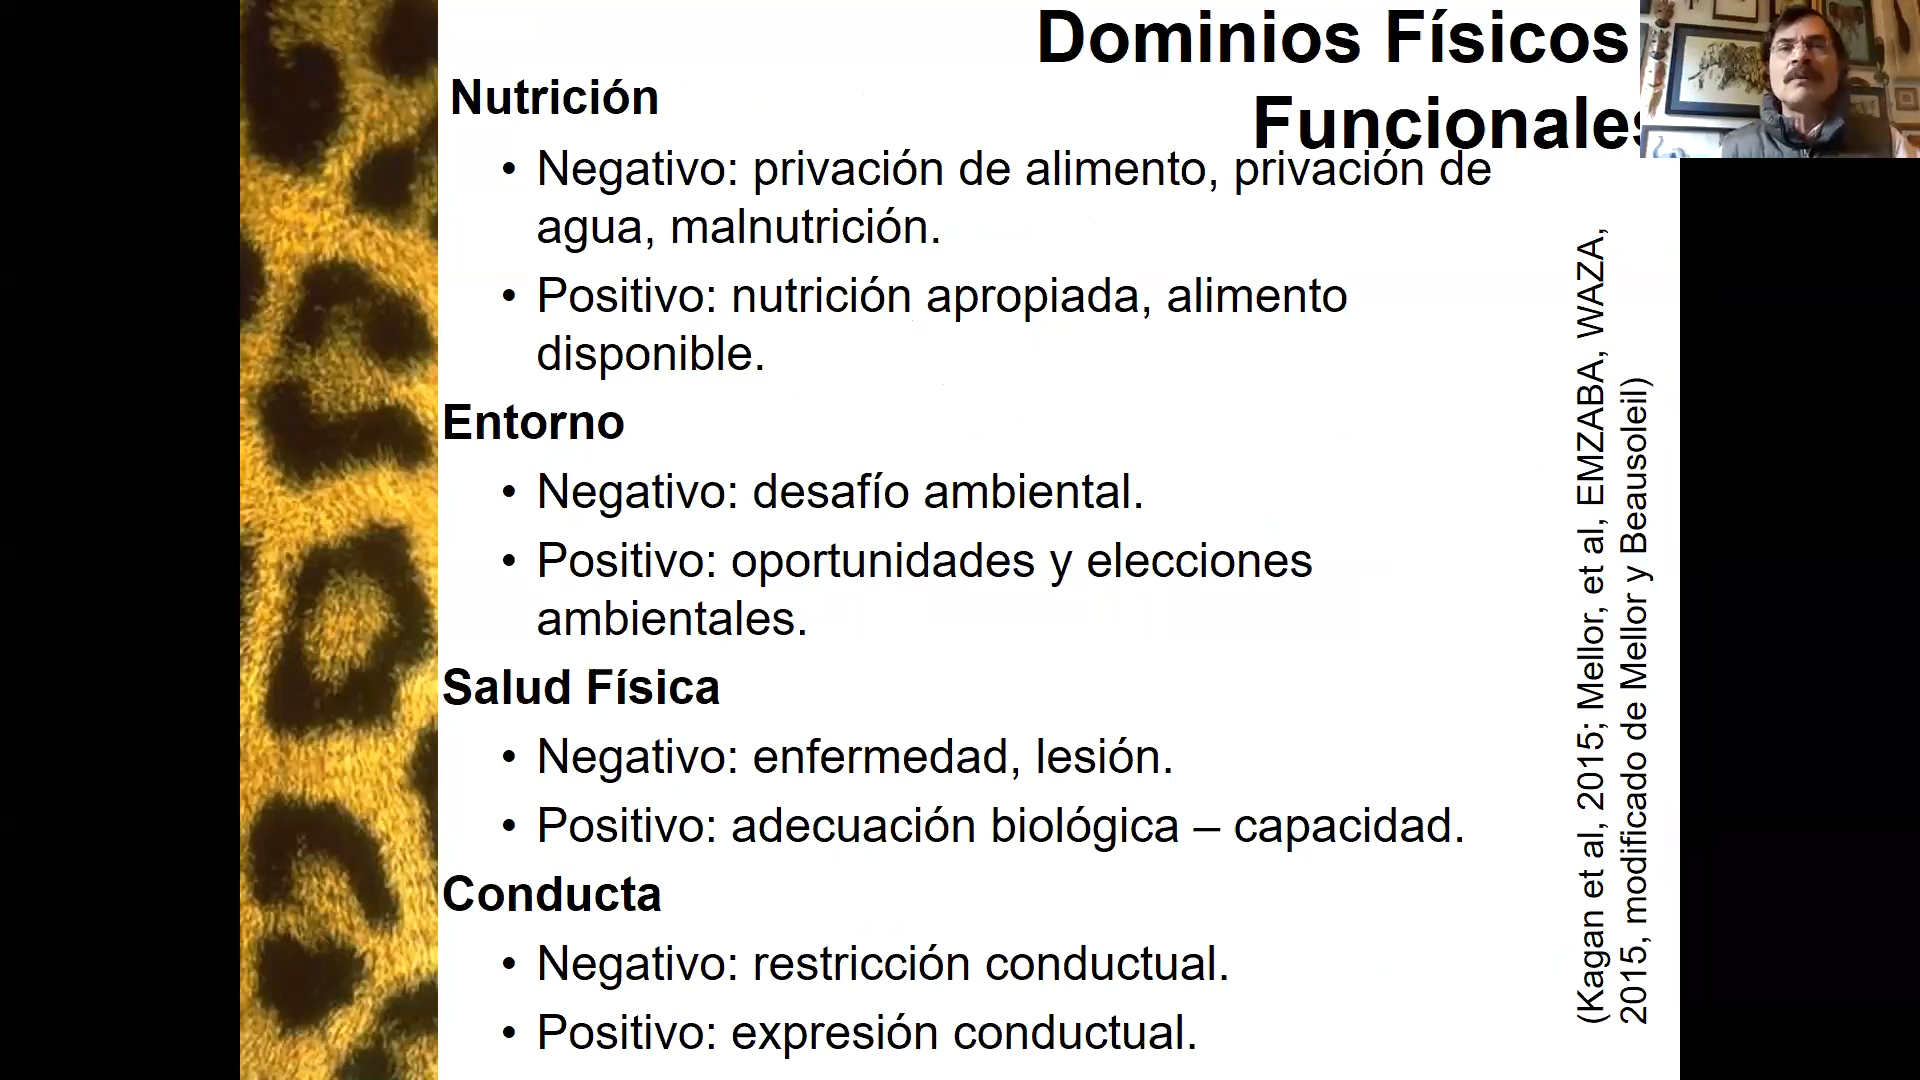 Dominios Físicos
Funcionales
Nutrición
• Negativo: privación de alimento, privación de
agua, malnutrición.
• Positivo: nutrición apropiada, alimento
disponible.
Entorno
• Negativo: desafío ambiental.
• Positivo: oportunidades y elecciones
ambientales.
Salud Física
• Negativo: enfermedad, lesión.
• Positivo: adecuación biológica – capacidad.
Conducta
• Negativo: restricción conductual.
• Positivo: expresión conductual.
(Kagan et al, 2015; Mellor, et al, EMZABA, WAZA,
2015, modificado de Mellor y Beausoleil)